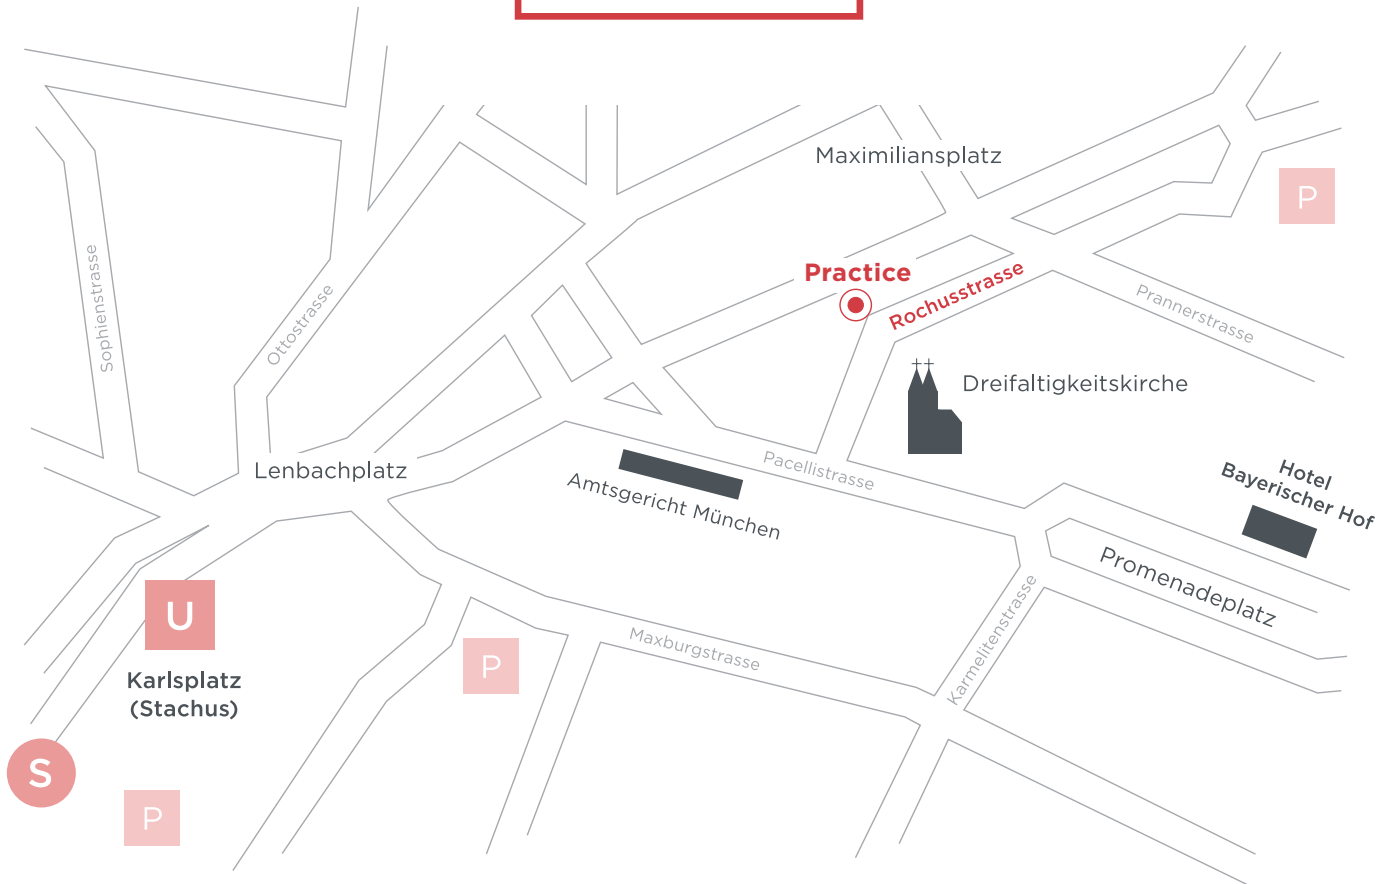 Maximiliansplatz
P
Sophienstrasse
Ottostrasse
Practice
Rochusstrasse
Prannerstrasse
Dreifaltigkeitskirche
Lenbachplatz
Pacellistrasse
Amtsgericht München
Hotel
Bayerischer Hof
Promenadeplatz
U
Karlsplatz
(Stachus)
P
Maxburgstrasse
Karmelitenstrasse
S
P